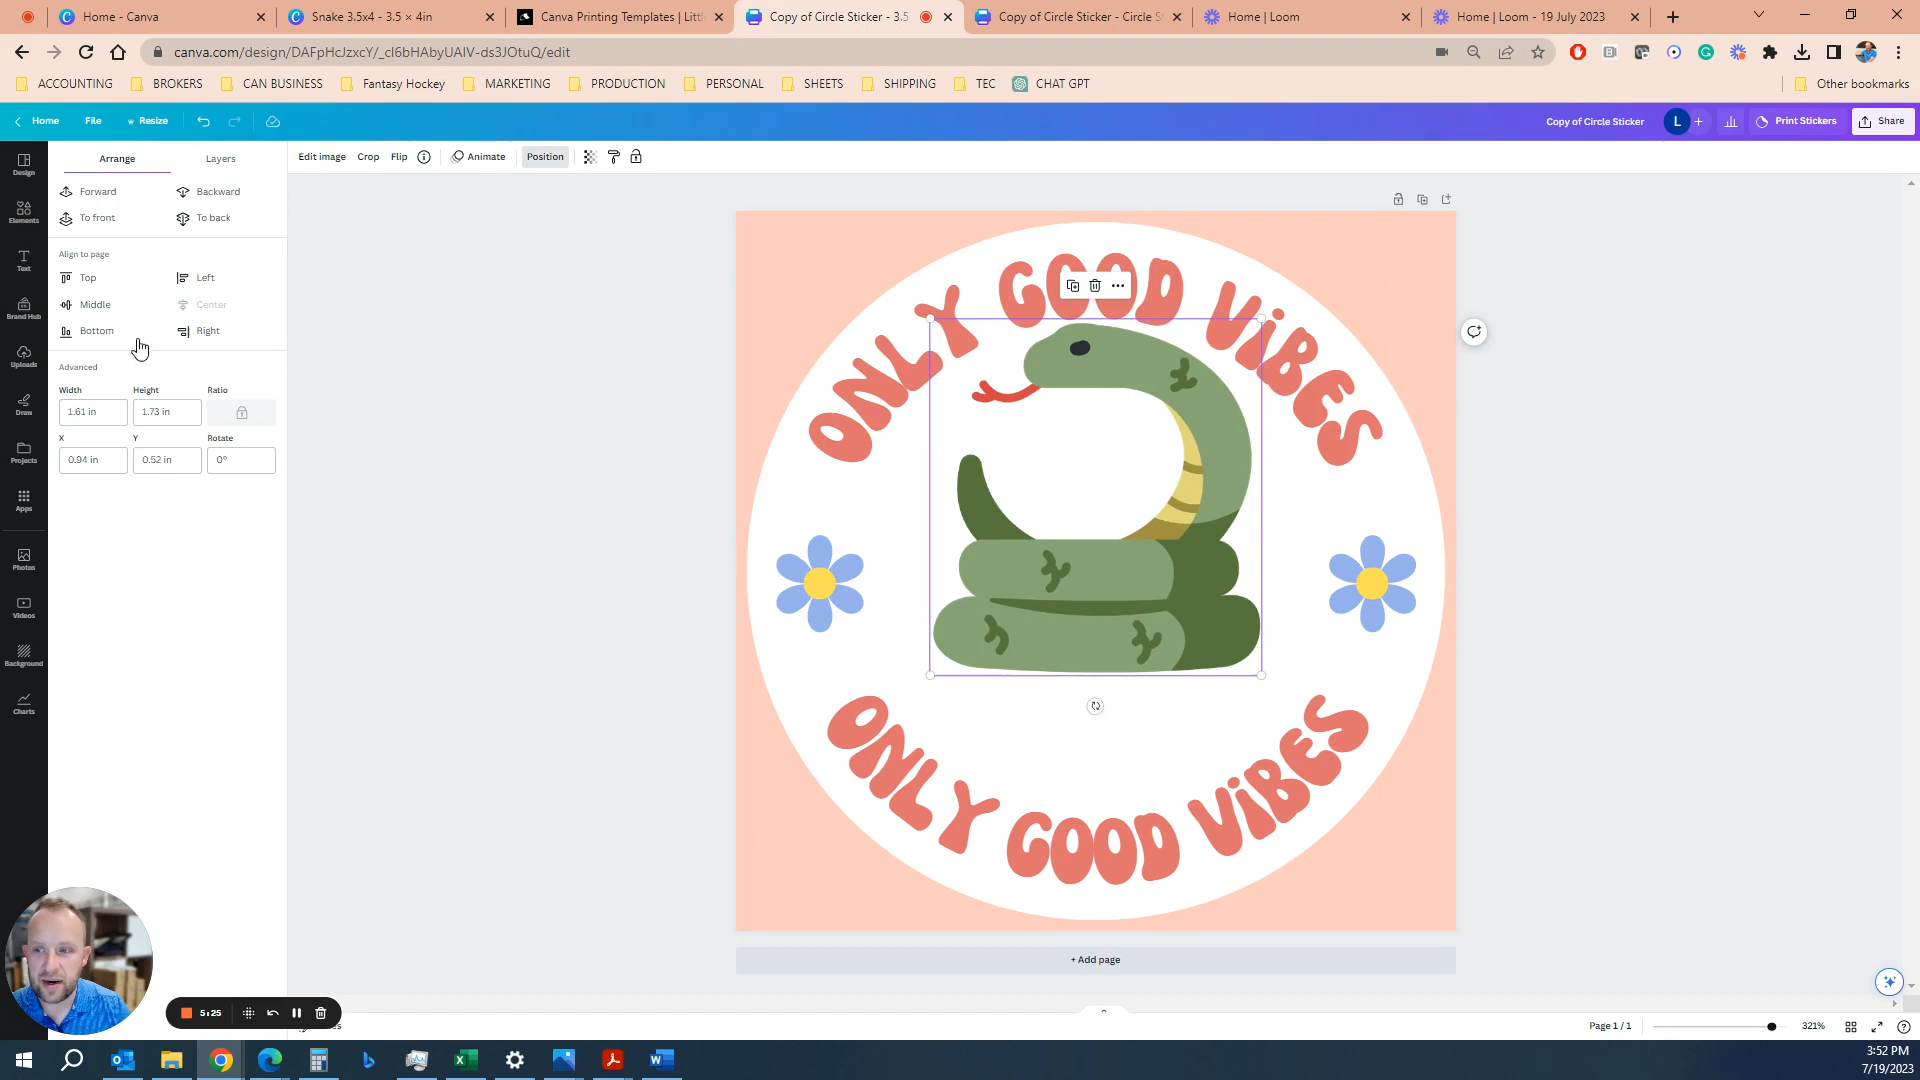 Home - Canva
Snake 3.5x4 - 3.5 × 4in
Canva Printing Templates | Littl
Copy of Circle Sticker - 3.5
Copy of Circle Sticker - Circle S
Home | Loom
Home | Loom - 19 July 2023
canva.com/design/DAFpHcJzxcY/_cI6bHAbyUAIV-ds3JOtuQ/edit
ACCOUNTING
BROKERS
CAN BUSINESS
Fantasy Hockey
MARKETING
PRODUCTION
PERSONAL
SHEETS
SHIPPING
TEC
CHAT GPT
Other bookmarks
Home
File
Resize
Copy of Circle Sticker
L
Print Stickers
Share
Arrange
Layers
Edit image
Crop
Flip
Animate
Position
Design
Elements
Text
Brand Hub
Uploads
Draw
Projects
Apps
Photos
Videos
Background
Charts
Forward
Backward
To front
To back
Align to page
Top
Left
Middle
Center
Bottom
Right
Advanced
Width
Height
Ratio
1.61 in
1.73 in
X
Y
Rotate
0.94 in
0.52 in
0°
ONLY GOOD ViBES
ONLY GOOD ViBES
+ Add page
5:25
Page 1 / 1
321%
3:52 PM
7/19/2023